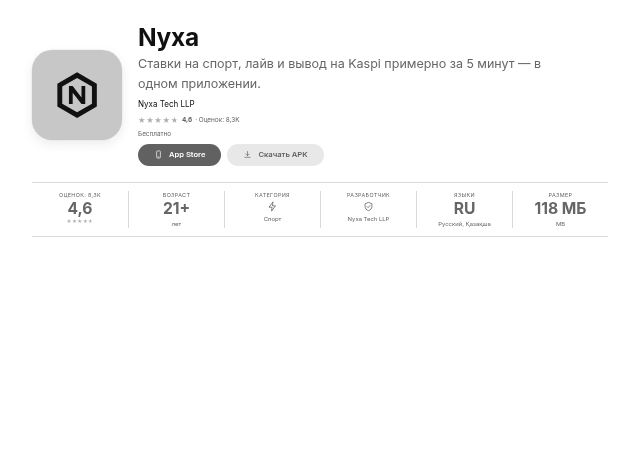 Nyxa
Ставки на спорт, лайв и вывод на Kaspi примерно за 5 минут — в
одном приложении.
Nyxa Tech LLP
★★★★★ 4,6 · Оценок: 8,3K
Бесплатно
App Store
Скачать APK
ОЦЕНОК: 8,3K
4,6
★★★★★
ВОЗРАСТ
21+
лет
КАТЕГОРИЯ
Спорт
РАЗРАБОТЧИК
Nyxa Tech LLP
ЯЗЫКИ
RU
Русский, Қазақша
РАЗМЕР
118 МБ
МБ